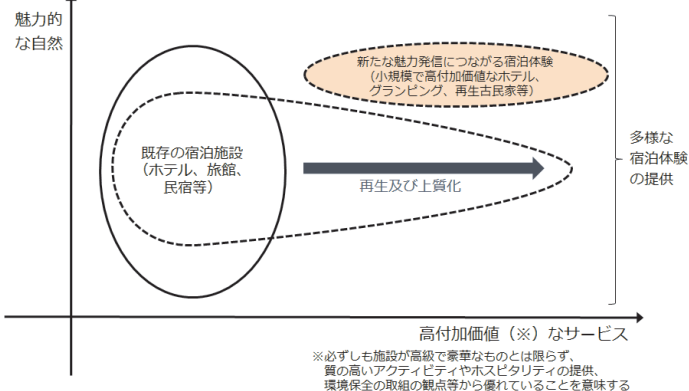 魅力的
な自然
新たな魅力発信につながる宿泊体験
（小規模で高付加価値なホテル、
グランピング、再生古民家等）
既存の宿泊施設
（ホテル、旅館、
民宿等）
再生及び上質化
多様な
宿泊体験
の提供
高付加価値（※）なサービス
※必ずしも施設が高級で豪華なものとは限らず、
質の高いアクティビティやホスピタリティの提供、
環境保全の取組の観点等から優れていることを意味する